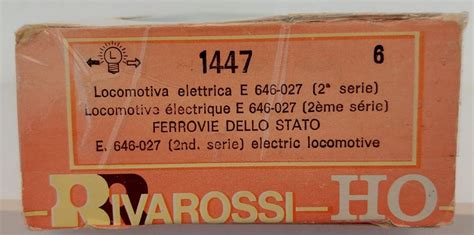 L
1447 6
Locomotiva elettrica E 646-027 (2ª serie)
Locomotive électrique E 646-027 (2ème série)
FERROVIE DELLO STATO
E. 646-027 (2nd. serie) electric locomotive
RIVAROSSI—HO